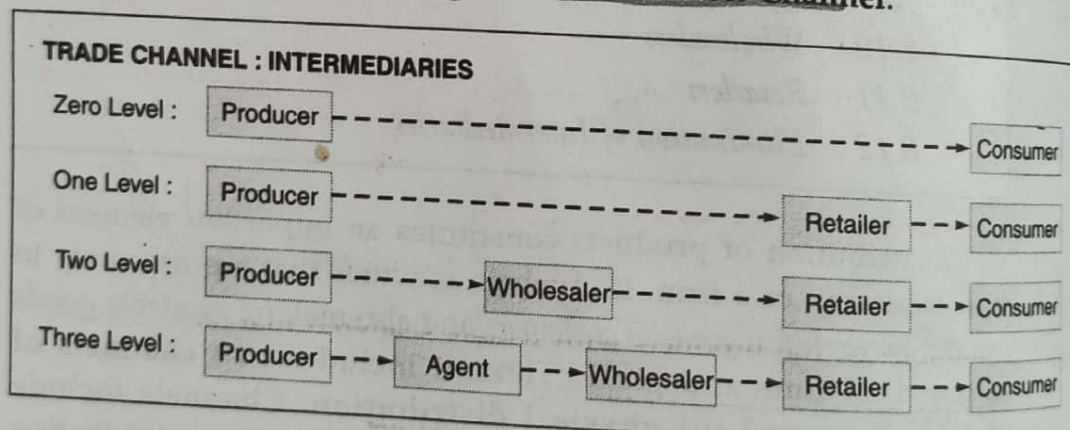 Channel.
TRADE CHANNEL : INTERMEDIARIES
Zero Level : Producer Consumer
One Level : Producer Retailer Consumer
Two Level : Producer Wholesaler Retailer Consumer
Three Level : Producer Agent Wholesaler Retailer Consumer